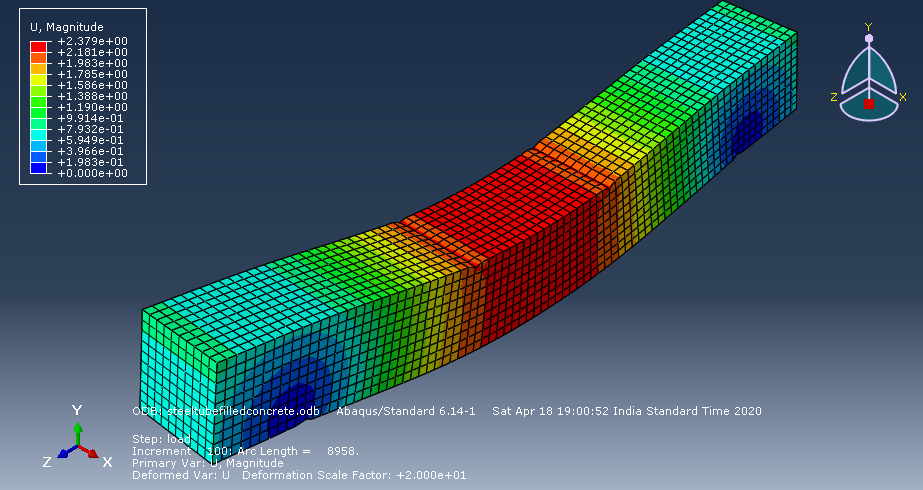 U, Magnitude
+2.379e+00
+2.181e+00
+1.983e+00
+1.785e+00
+1.586e+00
+1.388e+00
+1.190e+00
+9.914e-01
+7.932e-01
+5.949e-01
+3.966e-01
+1.983e-01
+0.000e+00
Y
Z
X
ODB: steeltubefilledconcrete.odb Abaqus/Standard 6.14-1 Sat Apr 18 19:00:52 India Standard Time 2020
Y
Z
X
Step: load
Increment 100: Arc Length = 8958.
Primary Var: U, Magnitude
Deformed Var: U Deformation Scale Factor: +2.000e+01